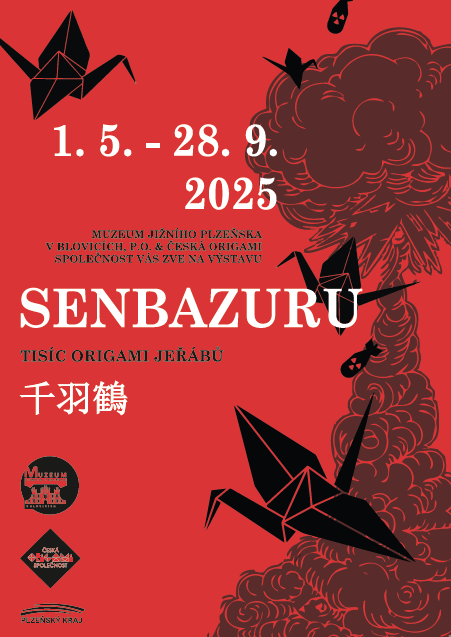 1. 5. - 28. 9.
2025
MUZEUM JIŽNÍHO PLZEŇSKA
V BLOVICÍCH, P.O. & ČESKÁ ORIGAMI
SPOLEČNOST VÁS ZVE NA VÝSTAVU
SENBAZURU
TISÍC ORIGAMI JEŘÁBŮ
千羽鶴
MUZEUM
V BLOVICÍCH
ČESKÁ
ORIGAMI
SPOLEČNOST
PLZEŇSKÝ KRAJ